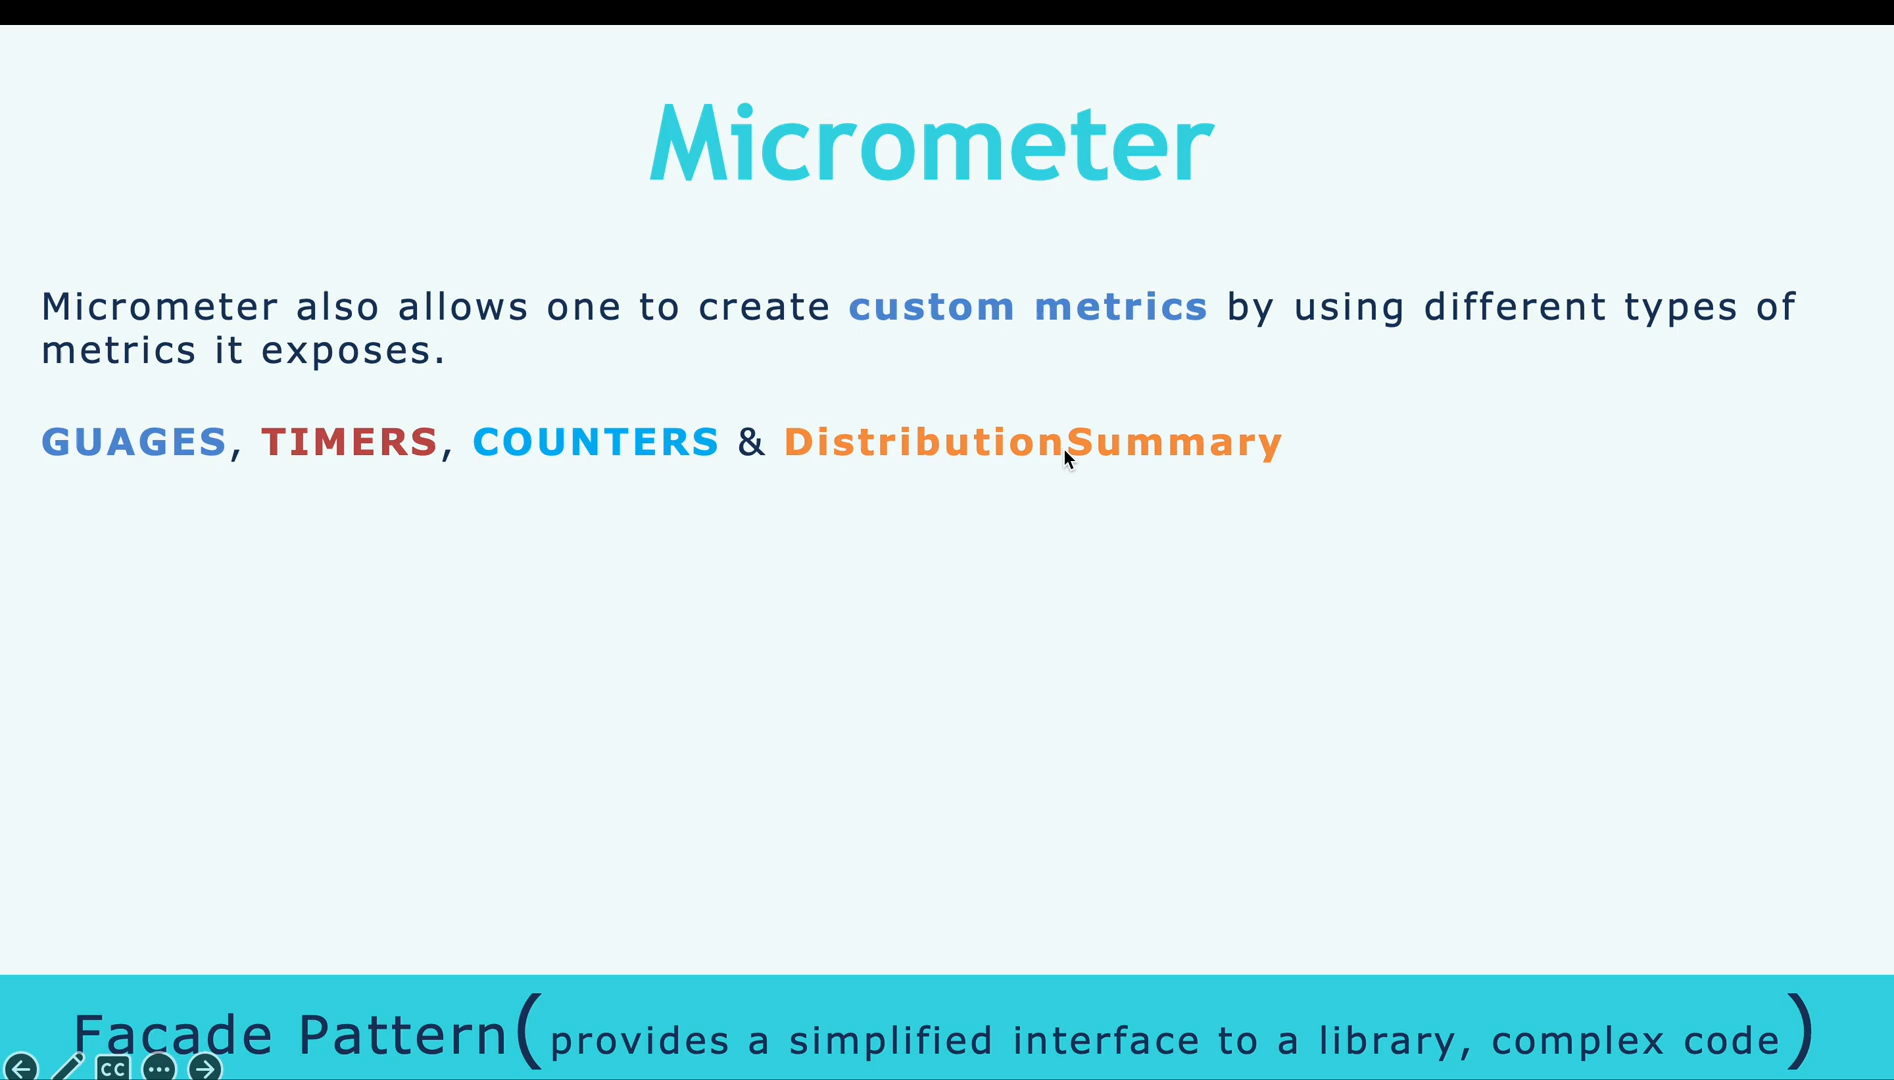 Micrometer
Micrometer also allows one to create custom metrics by using different types of
metrics it exposes.
GUAGES, TIMERS, COUNTERS & DistributionSummary
Facade Pattern(provides a simplified interface to a library, complex code)
CC